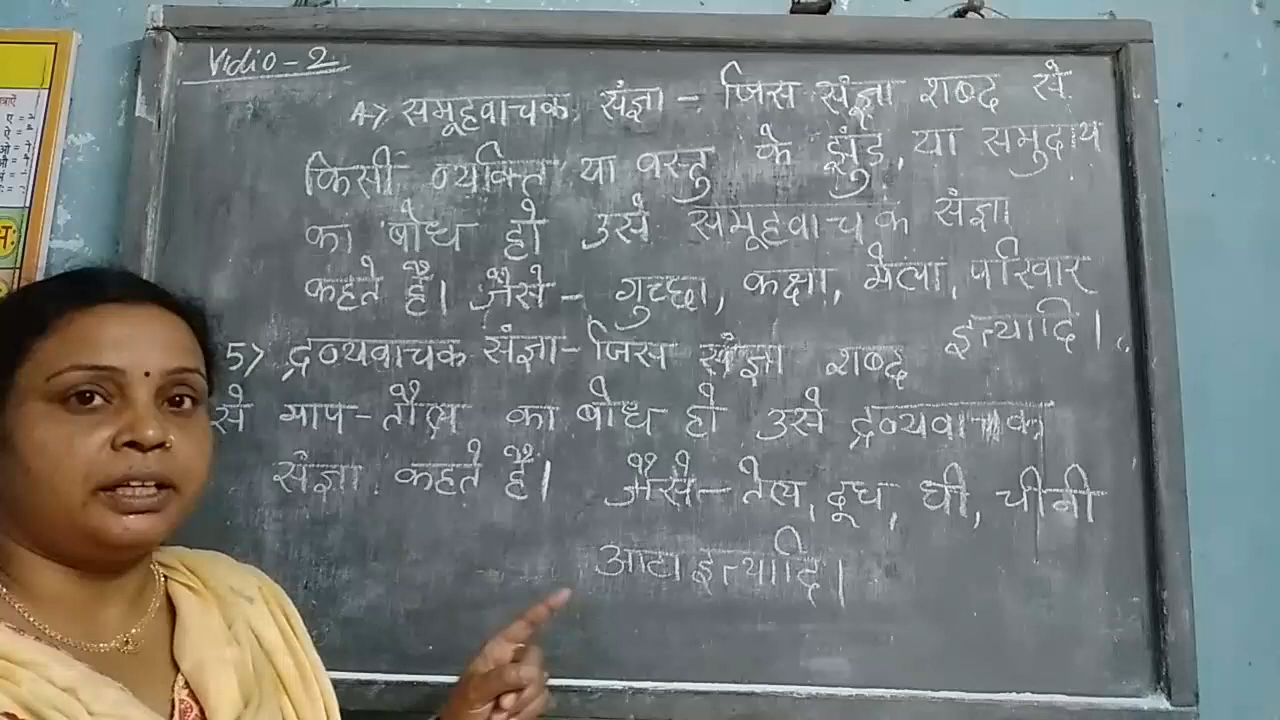 Vidio - 2
4→ समूहवाचक संज्ञा - जिस संज्ञा शब्द से
किसी व्यक्ति या वस्तु के झुंड, या समुदाय
का बोध हो उसे समूहवाचक संज्ञा
कहते हैं। जैसे - गुच्छा, कक्षा, मेला, परिवार
इत्यादि।
5> द्रव्यवाचक संज्ञा - जिस संज्ञा शब्द
से माप-तौल का बोध हो उसे द्रव्यवाचक
संज्ञा कहते हैं। जैसे - तेल, दूध, घी, चीनी
आटा इत्यादि।